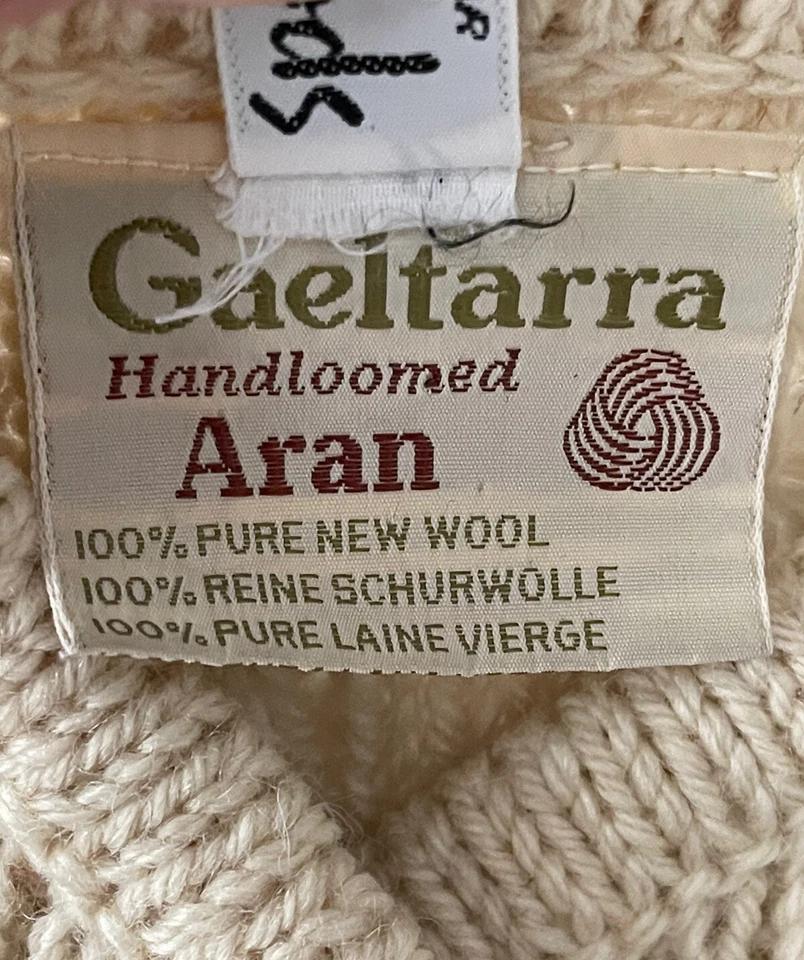 Gaeltarra
Handloomed
Aran
100% PURE NEW WOOL
100% REINE SCHURWOLLE
100% PURE LAINE VIERGE